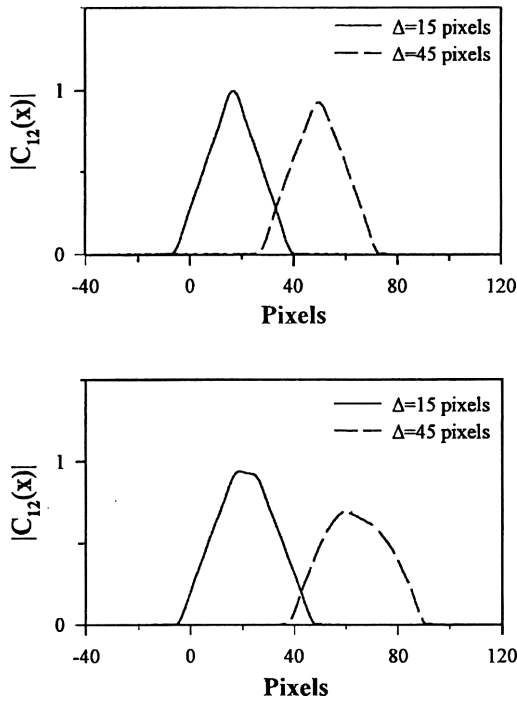 Δ=15 pixels
Δ=45 pixels
|C₁₂(x)|
1
0
-40 0 40 80 120
Pixels
Δ=15 pixels
Δ=45 pixels
|C₁₂(x)|
1
0
-40 0 40 80 120
Pixels